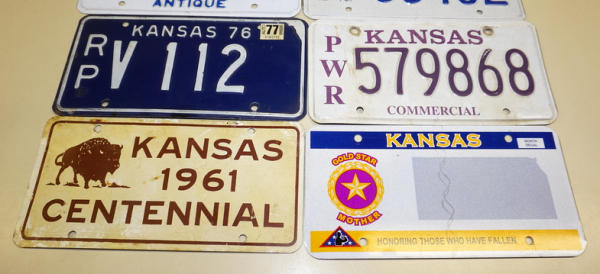 ANTIQUE
KANSAS 76
77
RP
V 112
KANSAS
PWR
579868
COMMERCIAL
KANSAS
1961
CENTENNIAL
KANSAS
GOLD STAR
MOTHER
HONORING THOSE WHO HAVE FALLEN